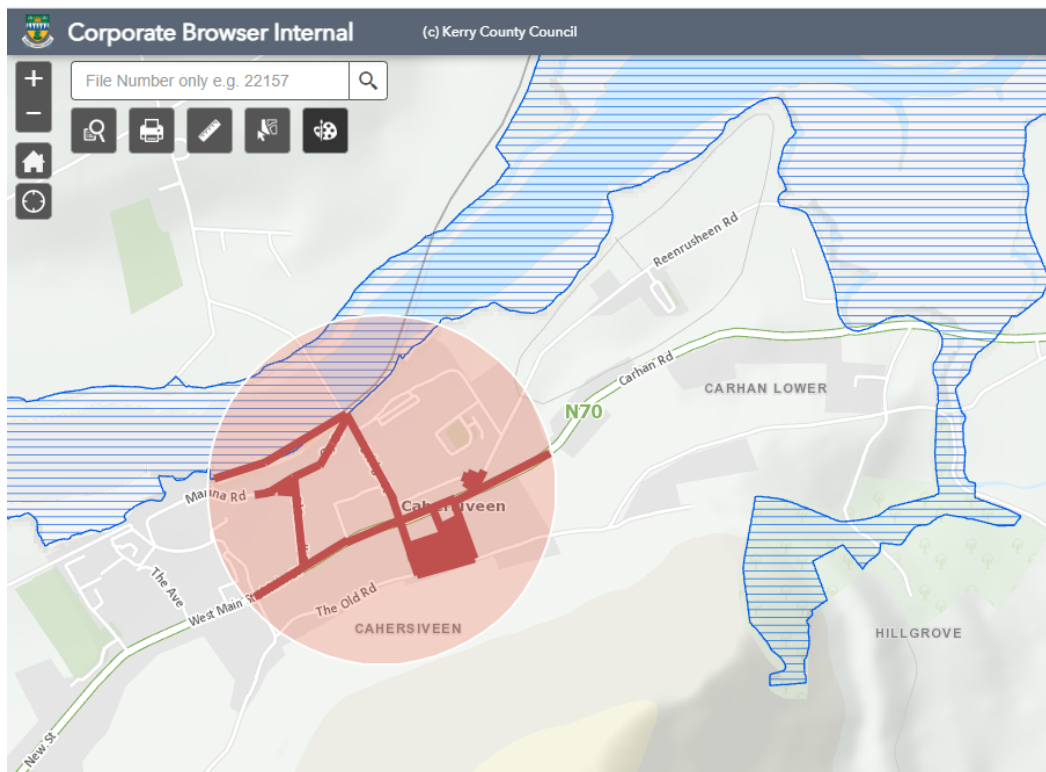 Corporate Browser Internal
(c) Kerry County Council
+
File Number only e.g. 22157
−
Reenrusheen Rd
Carhan Rd
CARHAN LOWER
N70
Marina Rd
Cahersiveen
The Ave
West Main St
The Old Rd
CAHERSIVEEN
HILLGROVE
New St